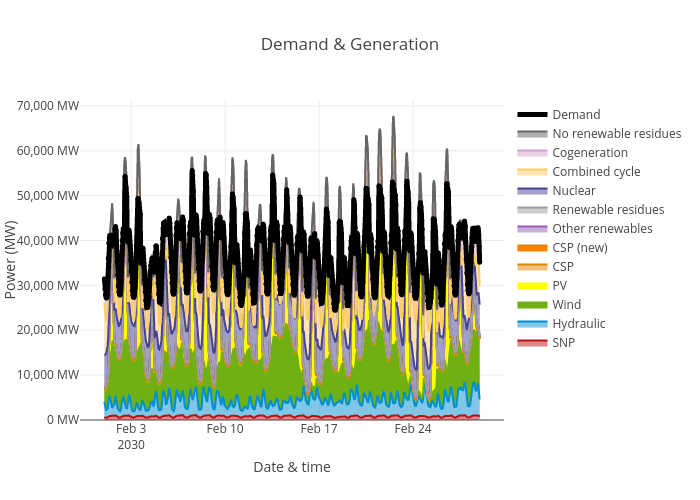 Demand & Generation
70,000 MW
60,000 MW
50,000 MW
40,000 MW
30,000 MW
20,000 MW
10,000 MW
0 MW
Power (MW)
Feb 3
2030
Feb 10
Feb 17
Feb 24
Date & time
Demand
No renewable residues
Cogeneration
Combined cycle
Nuclear
Renewable residues
Other renewables
CSP (new)
CSP
PV
Wind
Hydraulic
SNP